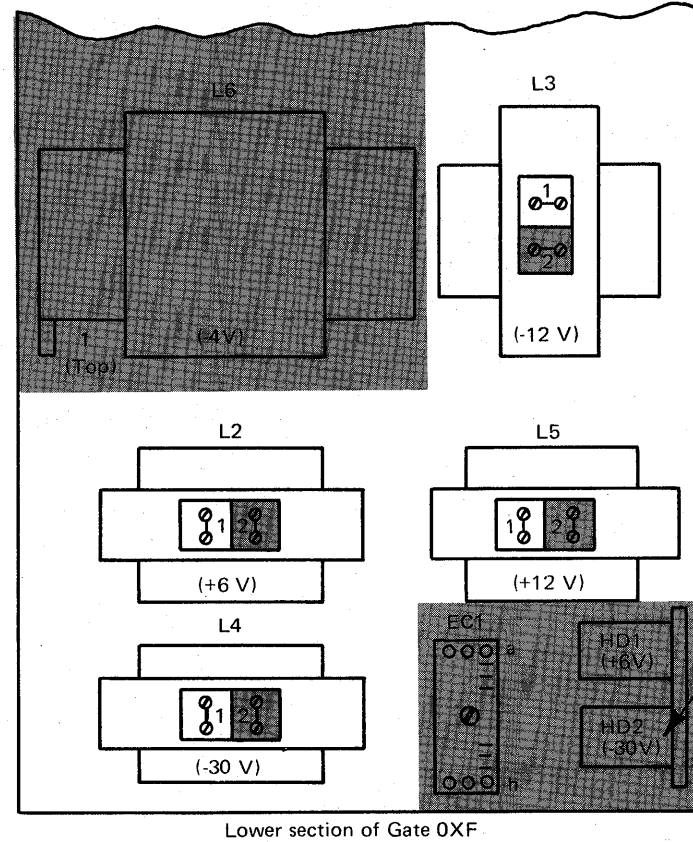 L6
L3
1
2
(-4V)
1
(Top)
(-12 V)
L2
L5
1 2
1 2
(+6 V)
(+12 V)
L4
EC1
a
HD1
(+6V)
1 2
HD2
(-30V)
(-30 V)
h
Lower section of Gate 0XF